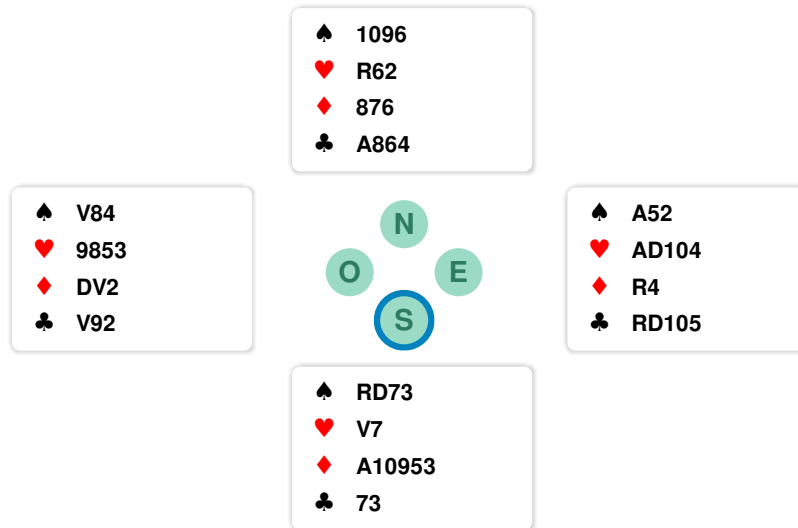 ♠ 1096
♥ R62
♦ 876
♣ A864
♠ V84
♥ 9853
♦ DV2
♣ V92
N
O E
S
♠ A52
♥ AD104
♦ R4
♣ RD105
♠ RD73
♥ V7
♦ A10953
♣ 73